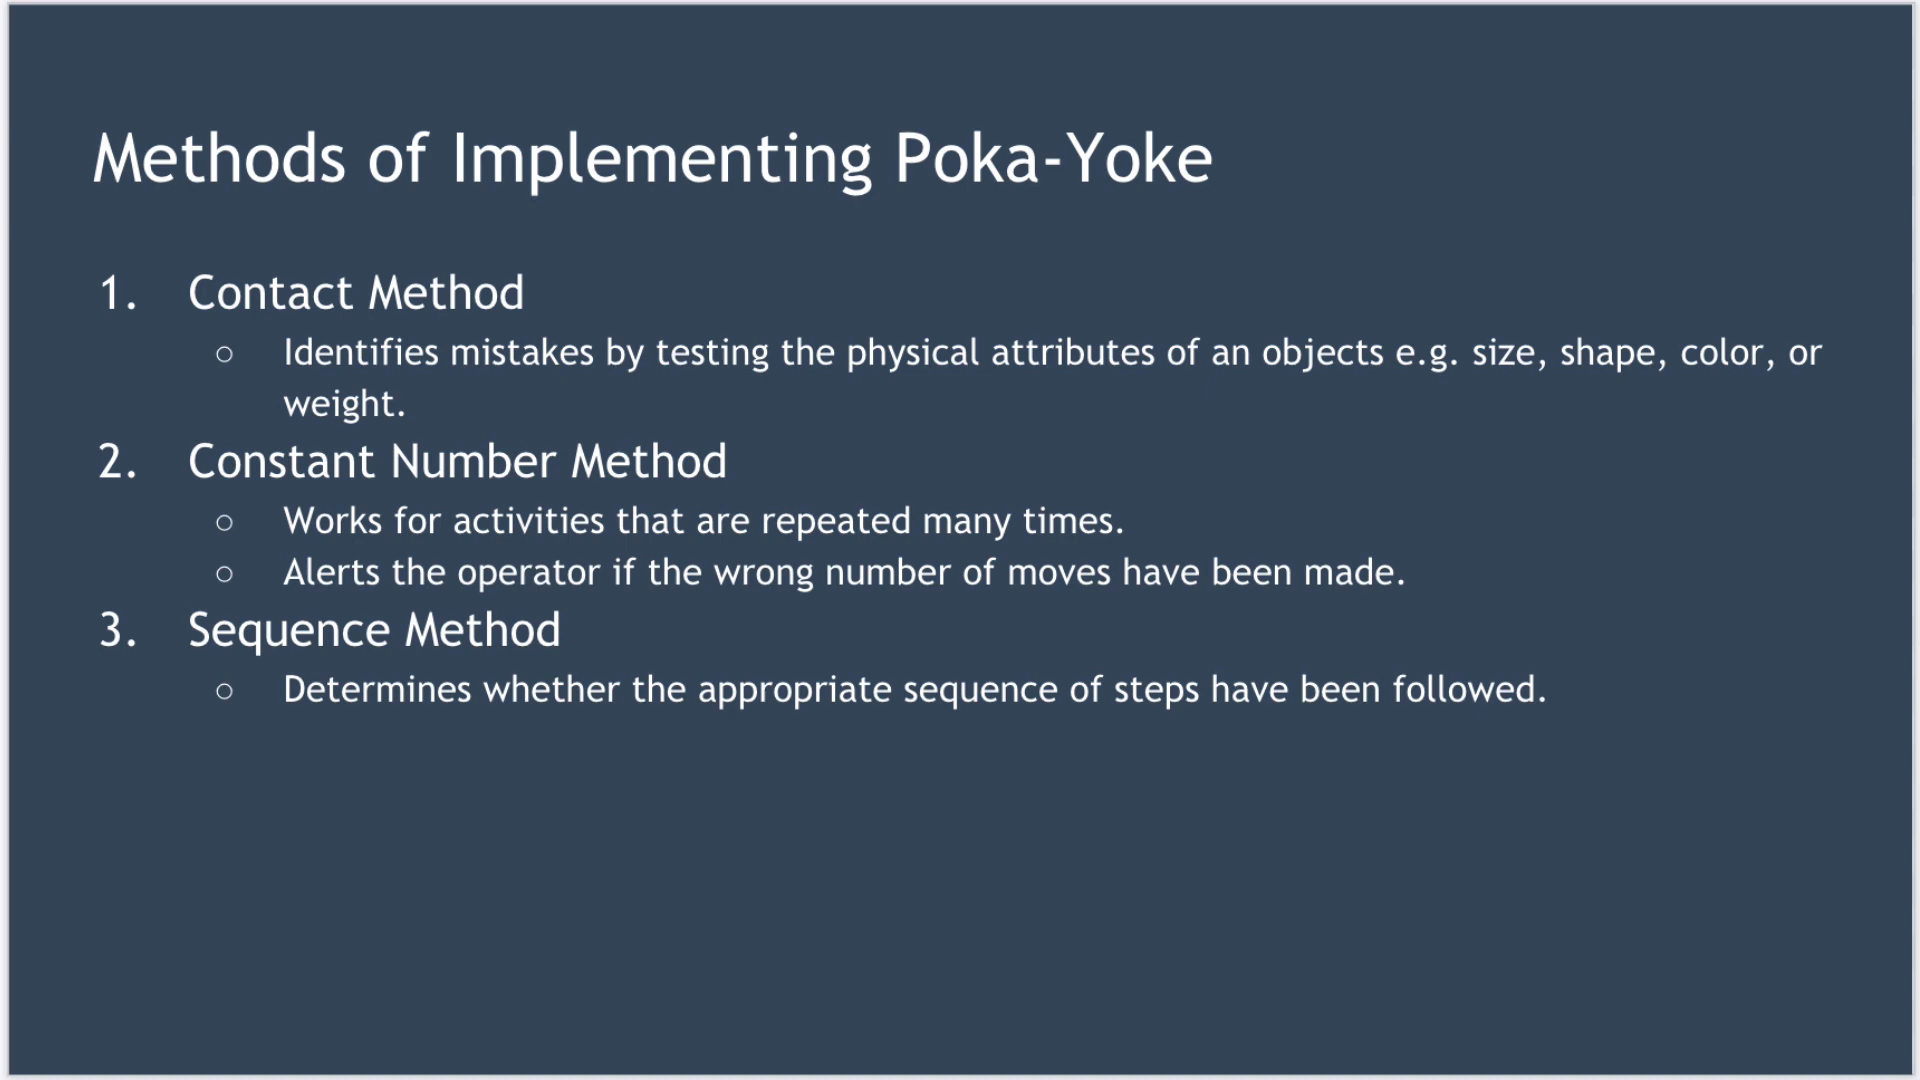 Methods of Implementing Poka-Yoke
1. Contact Method
○ Identifies mistakes by testing the physical attributes of an objects e.g. size, shape, color, or
weight.
2. Constant Number Method
○ Works for activities that are repeated many times.
○ Alerts the operator if the wrong number of moves have been made.
3. Sequence Method
○ Determines whether the appropriate sequence of steps have been followed.